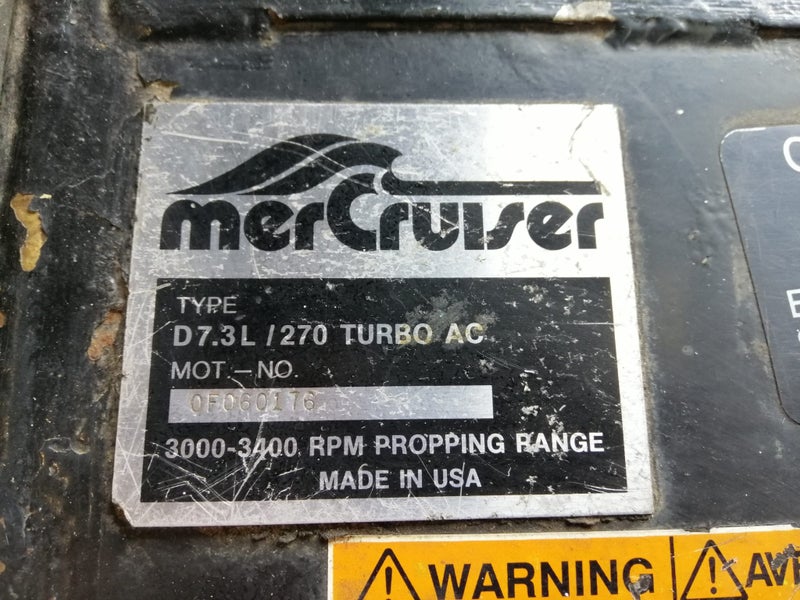 merCruiser
TYPE
D7.3L / 270 TURBO AC
MOT.–NO.
0F060176
3000-3400 RPM PROPPING RANGE
MADE IN USA
WARNING